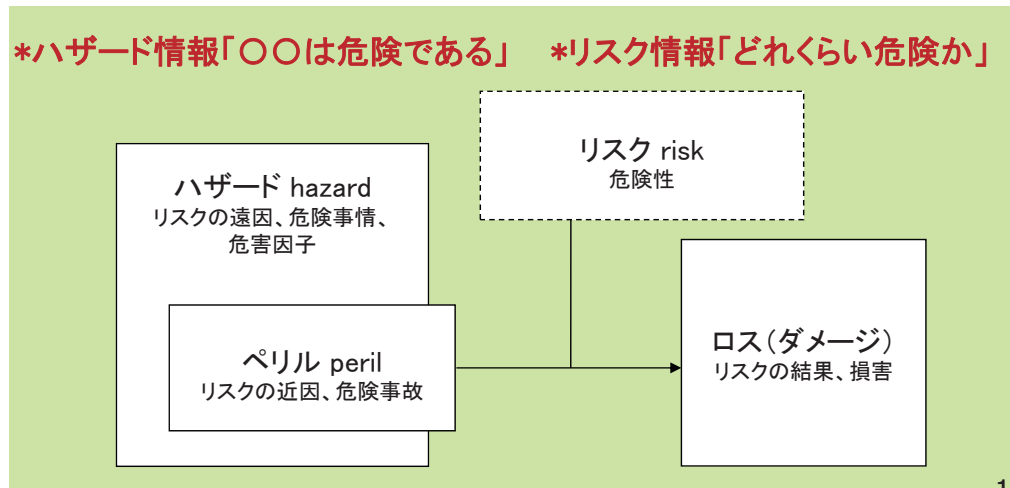 *ハザード情報「〇〇は危険である」 *リスク情報「どれくらい危険か」
リスク risk
危険性
ハザード hazard
リスクの遠因、危険事情、
危害因子
ロス(ダメージ)
リスクの結果、損害
ペリル peril
リスクの近因、危険事故
1